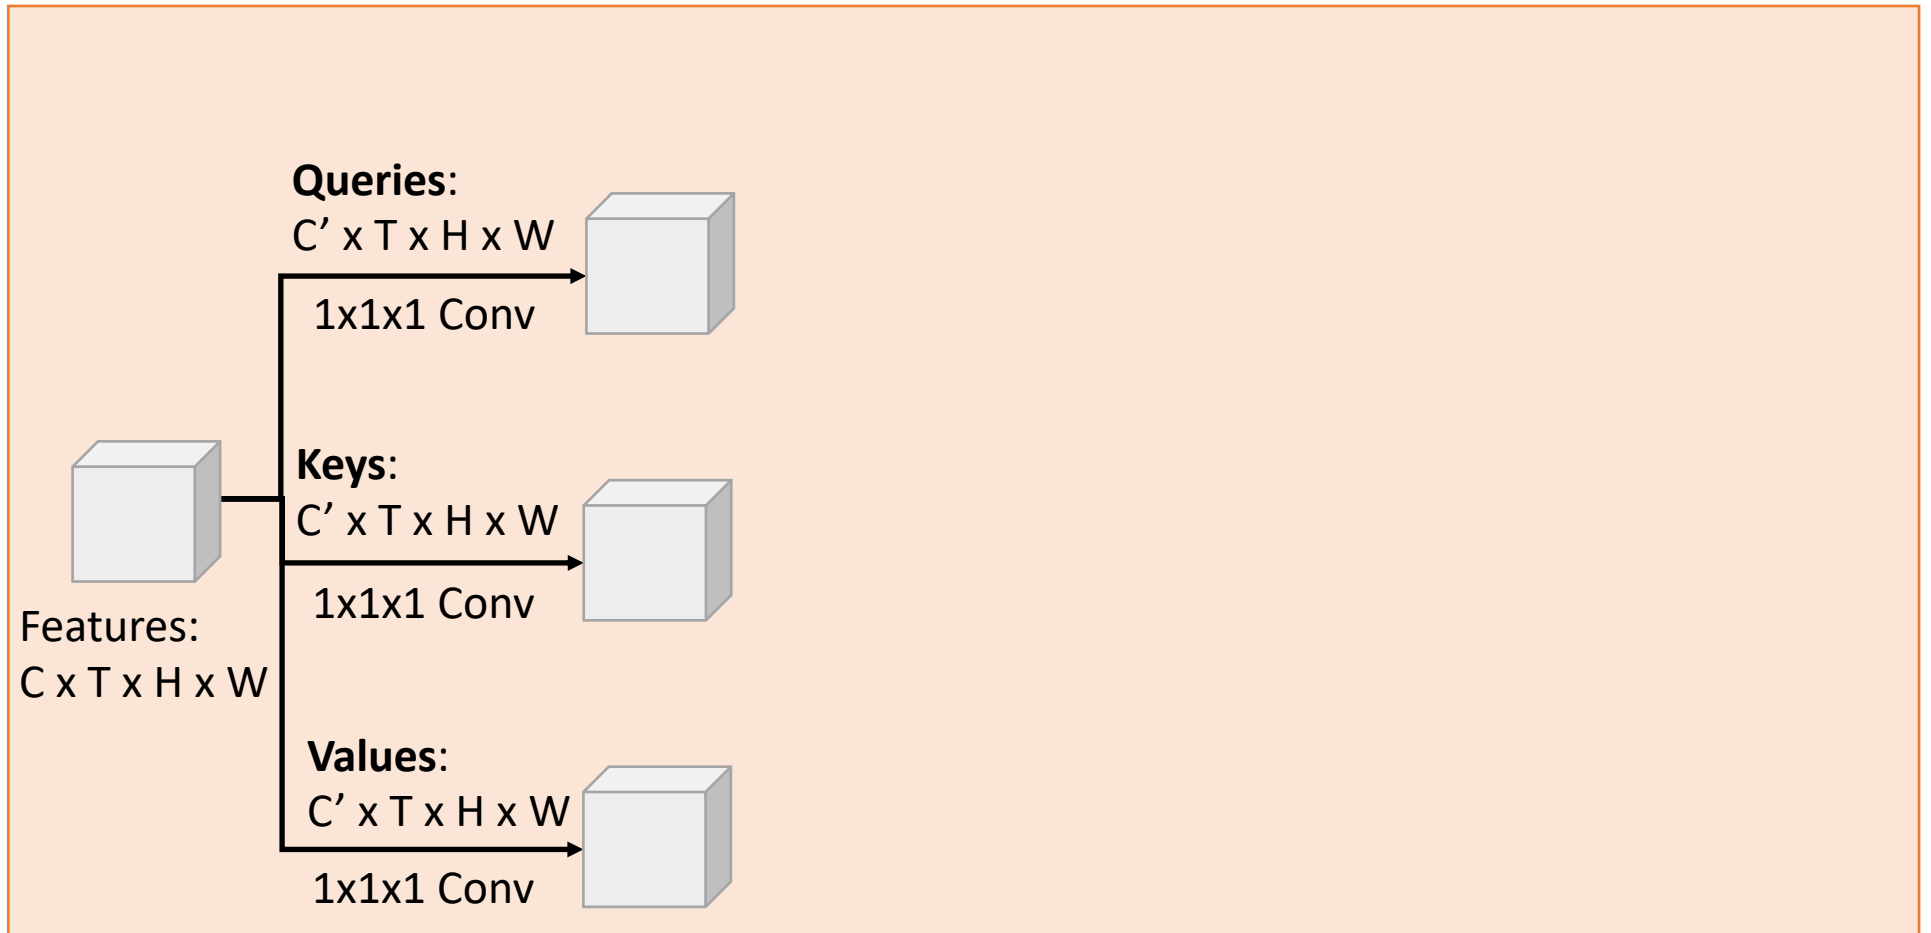 Queries:
C’ x T x H x W
1x1x1 Conv
Keys:
C’ x T x H x W
1x1x1 Conv
Features:
C x T x H x W
Values:
C’ x T x H x W
1x1x1 Conv